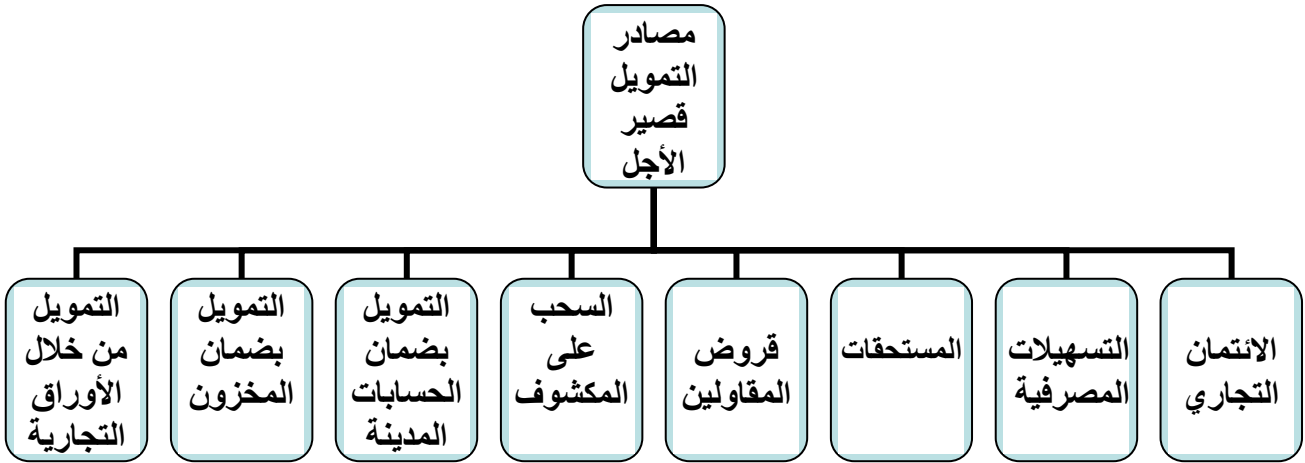 مصادر
التمويل
قصير
الأجل
الائتمان
التجاري
التسهيلات
المصرفية
المستحقات
قروض
المقاولين
السحب
على
المكشوف
التمويل
بضمان
الحسابات
المدينة
التمويل
بضمان
المخزون
التمويل
من خلال
الأوراق
التجارية